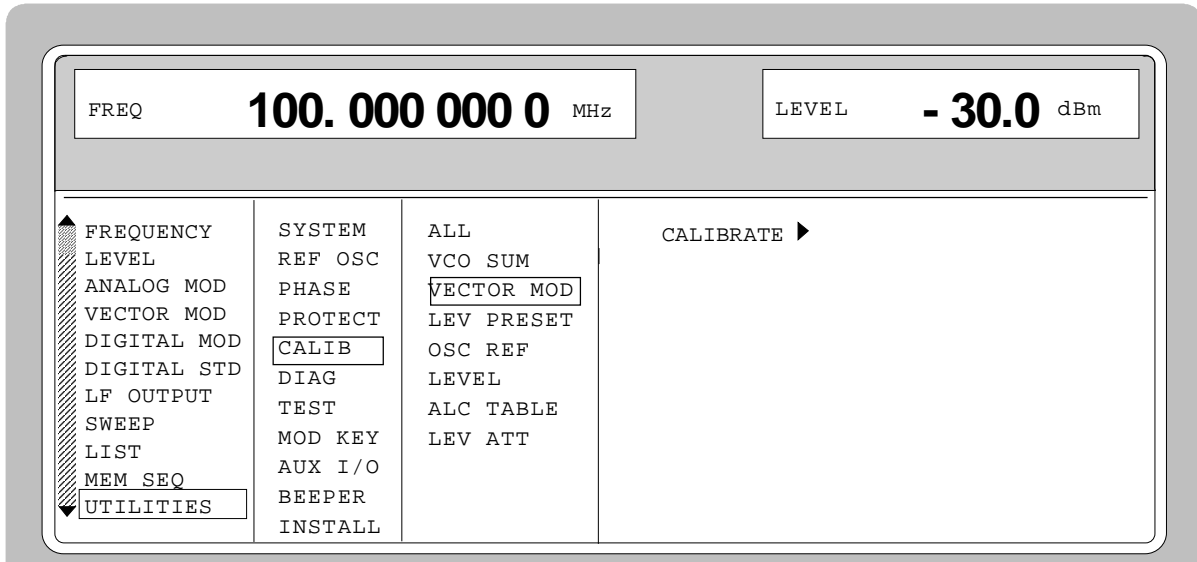 FREQ 100. 000 000 0 MHz
LEVEL - 30.0 dBm
FREQUENCY
LEVEL
ANALOG MOD
VECTOR MOD
DIGITAL MOD
DIGITAL STD
LF OUTPUT
SWEEP
LIST
MEM SEQ
UTILITIES
SYSTEM
REF OSC
PHASE
PROTECT
CALIB
DIAG
TEST
MOD KEY
AUX I/O
BEEPER
INSTALL
ALL
VCO SUM
VECTOR MOD
LEV PRESET
OSC REF
LEVEL
ALC TABLE
LEV ATT
CALIBRATE